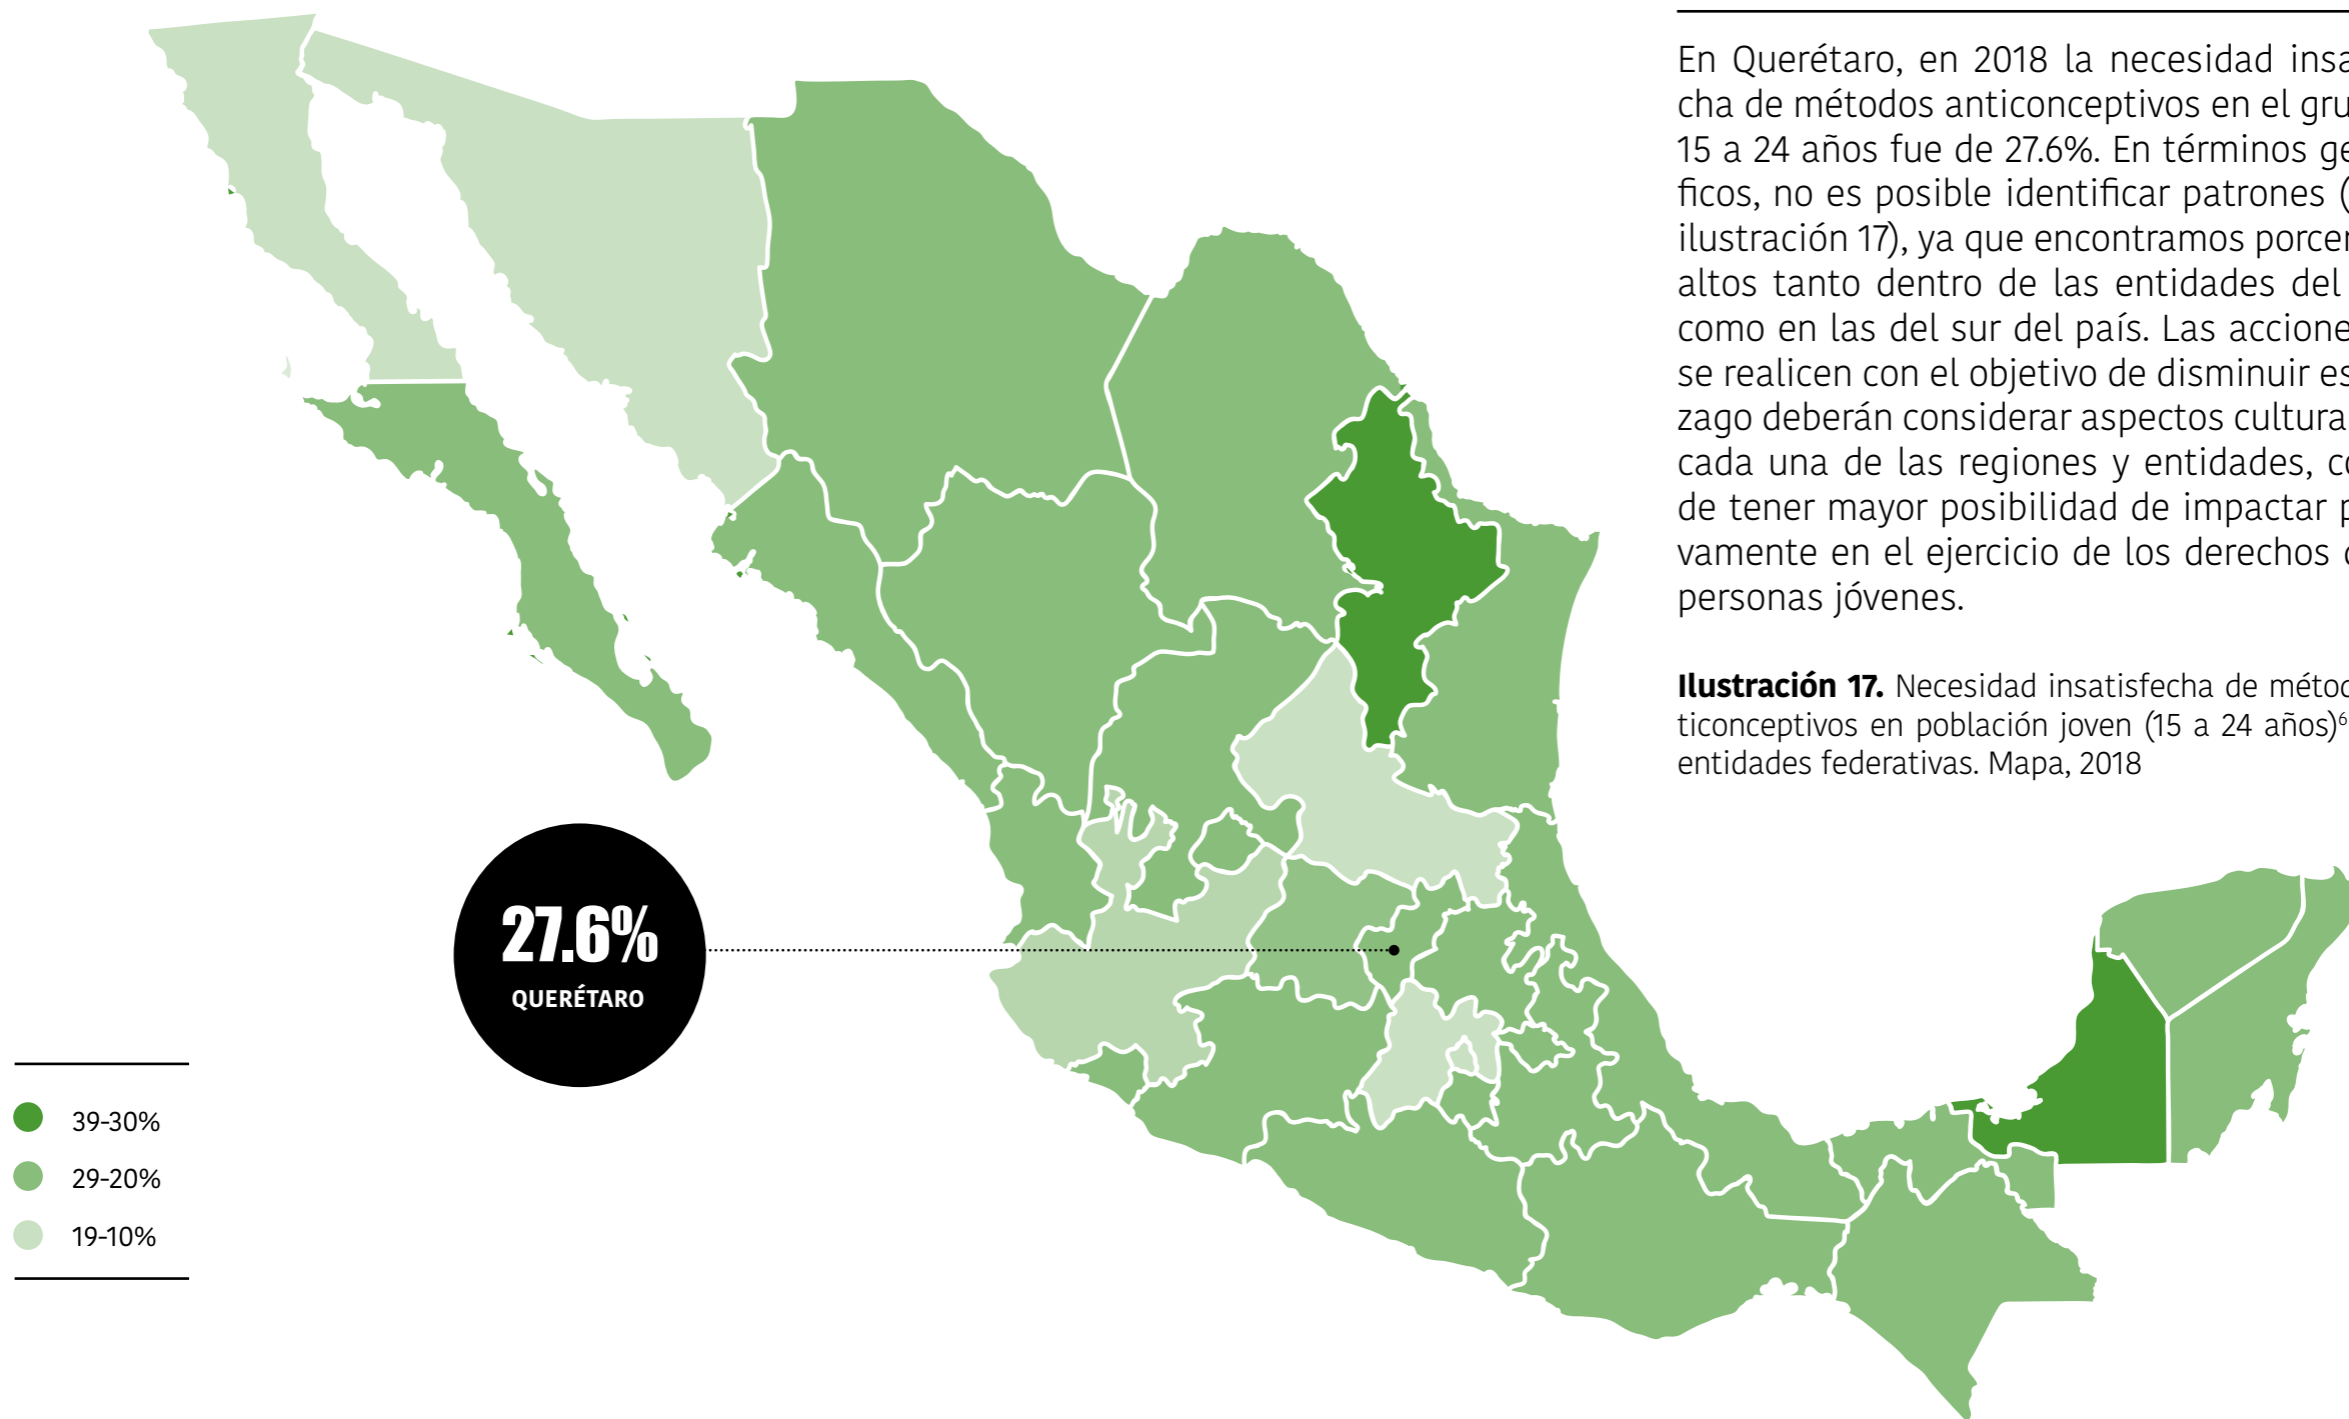 En Querétaro, en 2018 la necesidad insa
cha de métodos anticonceptivos en el gru
15 a 24 años fue de 27.6%. En términos ge
ficos, no es posible identificar patrones (
ilustración 17), ya que encontramos porcen
altos tanto dentro de las entidades del
como en las del sur del país. Las accione
se realicen con el objetivo de disminuir es
zago deberán considerar aspectos cultura
cada una de las regiones y entidades, co
de tener mayor posibilidad de impactar p
vamente en el ejercicio de los derechos
personas jóvenes.
Ilustración 17. Necesidad insatisfecha de métod
ticonceptivos en población joven (15 a 24 años)⁶
entidades federativas. Mapa, 2018
27.6%
QUERÉTARO
39-30%
29-20%
19-10%